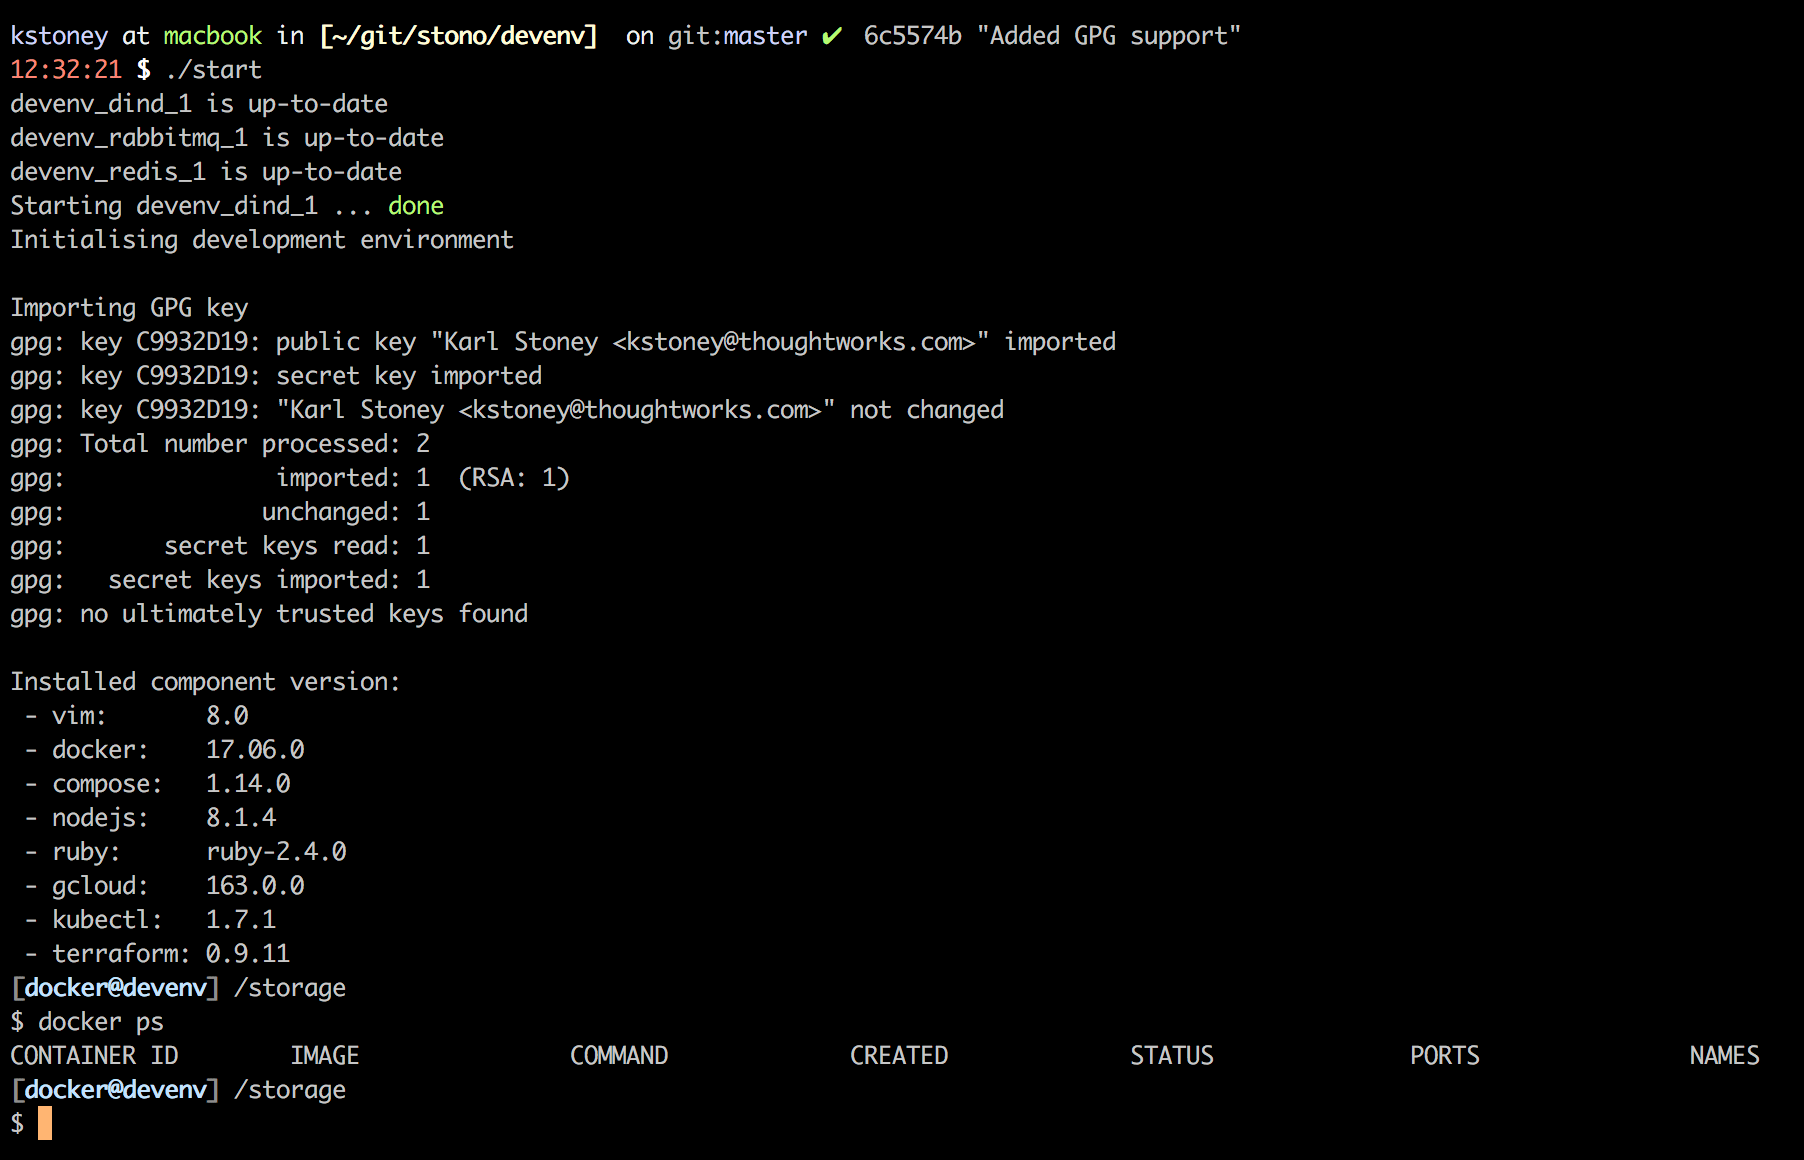 kstoney at macbook in [~/git/stono/devenv]  on git:master ✔ 6c5574b "Added GPG support"
12:32:21 $ ./start
devenv_dind_1 is up-to-date
devenv_rabbitmq_1 is up-to-date
devenv_redis_1 is up-to-date
Starting devenv_dind_1 ... done
Initialising development environment
Importing GPG key
gpg: key C9932D19: public key "Karl Stoney <kstoney@thoughtworks.com>" imported
gpg: key C9932D19: secret key imported
gpg: key C9932D19: "Karl Stoney <kstoney@thoughtworks.com>" not changed
gpg: Total number processed: 2
gpg:               imported: 1  (RSA: 1)
gpg:              unchanged: 1
gpg:       secret keys read: 1
gpg:   secret keys imported: 1
gpg: no ultimately trusted keys found
Installed component version:
 - vim:       8.0
 - docker:    17.06.0
 - compose:   1.14.0
 - nodejs:    8.1.4
 - ruby:      ruby-2.4.0
 - gcloud:    163.0.0
 - kubectl:   1.7.1
 - terraform: 0.9.11
[docker@devenv] /storage
$ docker ps
CONTAINER ID        IMAGE               COMMAND             CREATED             STATUS              PORTS               NAMES
[docker@devenv] /storage
$